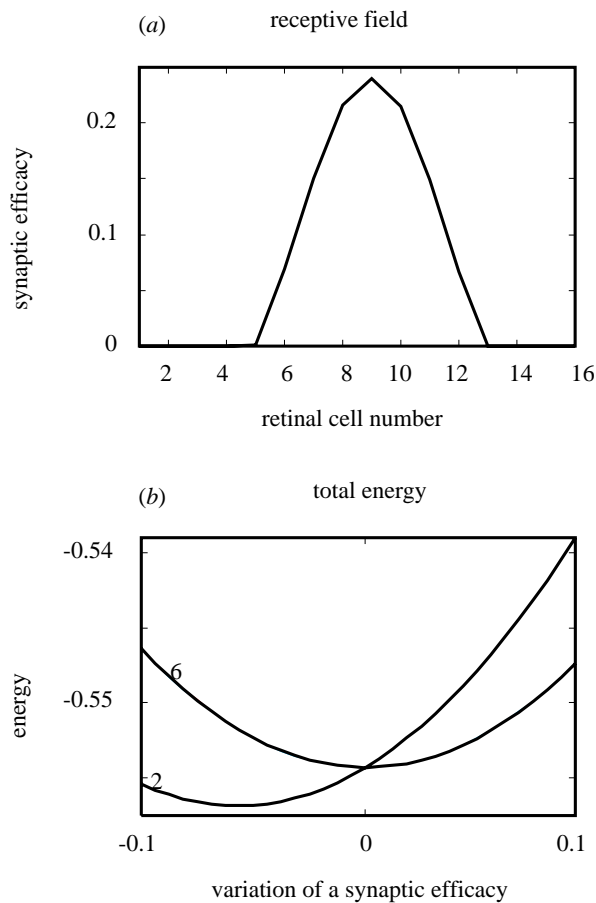 (a) receptive field
0.2
0.1
0
synaptic efficacy
2 4 6 8 10 12 14 16
retinal cell number
(b) total energy
-0.54
-0.55
energy
6
2
-0.1 0 0.1
variation of a synaptic efficacy